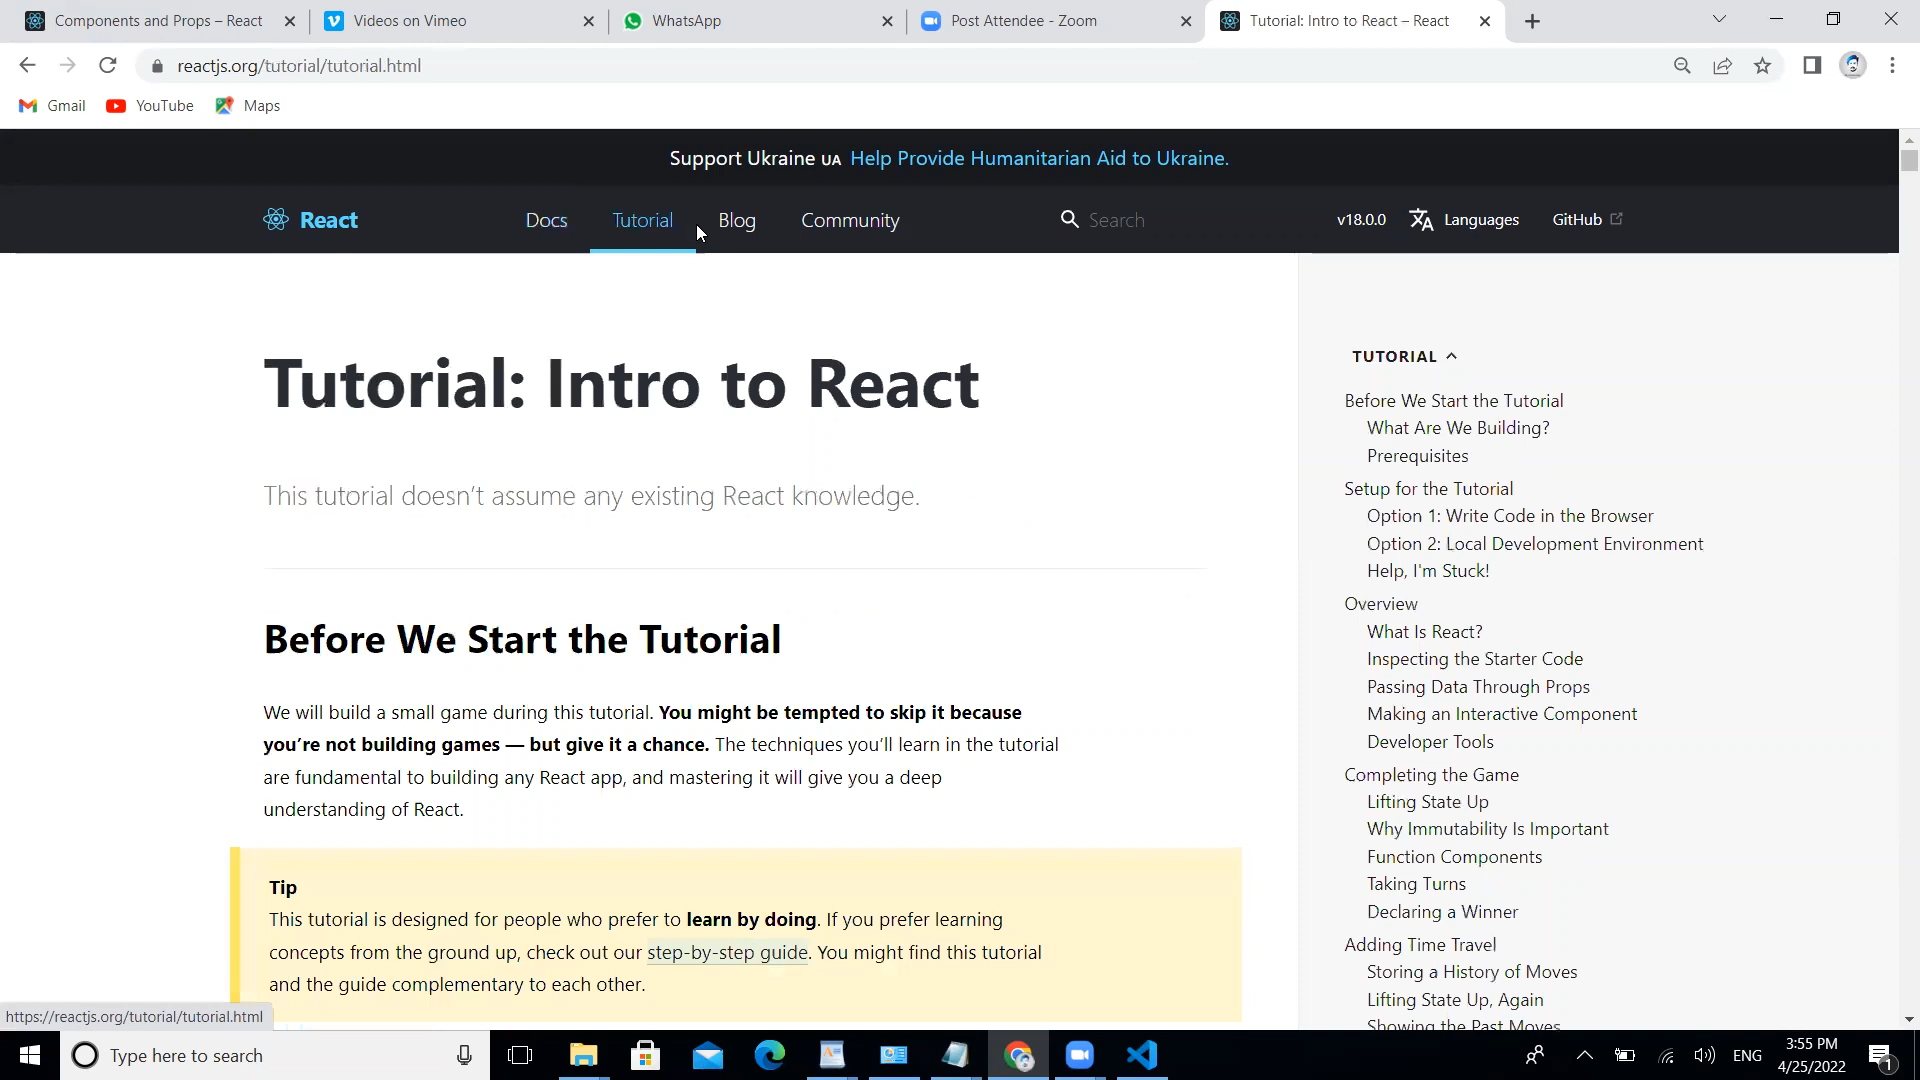 Components and Props – React
Videos on Vimeo
WhatsApp
Post Attendee - Zoom
Tutorial: Intro to React – React
reactjs.org/tutorial/tutorial.html
Gmail
YouTube
Maps
Support Ukraine UA Help Provide Humanitarian Aid to Ukraine.
React
Docs
Tutorial
Blog
Community
Search
v18.0.0
Languages
GitHub
Tutorial: Intro to React
This tutorial doesn’t assume any existing React knowledge.
Before We Start the Tutorial
We will build a small game during this tutorial. You might be tempted to skip it because
you’re not building games — but give it a chance. The techniques you’ll learn in the tutorial
are fundamental to building any React app, and mastering it will give you a deep
understanding of React.
Tip
This tutorial is designed for people who prefer to learn by doing. If you prefer learning
concepts from the ground up, check out our step-by-step guide. You might find this tutorial
and the guide complementary to each other.
TUTORIAL
Before We Start the Tutorial
What Are We Building?
Prerequisites
Setup for the Tutorial
Option 1: Write Code in the Browser
Option 2: Local Development Environment
Help, I'm Stuck!
Overview
What Is React?
Inspecting the Starter Code
Passing Data Through Props
Making an Interactive Component
Developer Tools
Completing the Game
Lifting State Up
Why Immutability Is Important
Function Components
Taking Turns
Declaring a Winner
Adding Time Travel
Storing a History of Moves
Lifting State Up, Again
Showing the Past Moves
https://reactjs.org/tutorial/tutorial.html
Type here to search
ENG
3:55 PM
4/25/2022
1